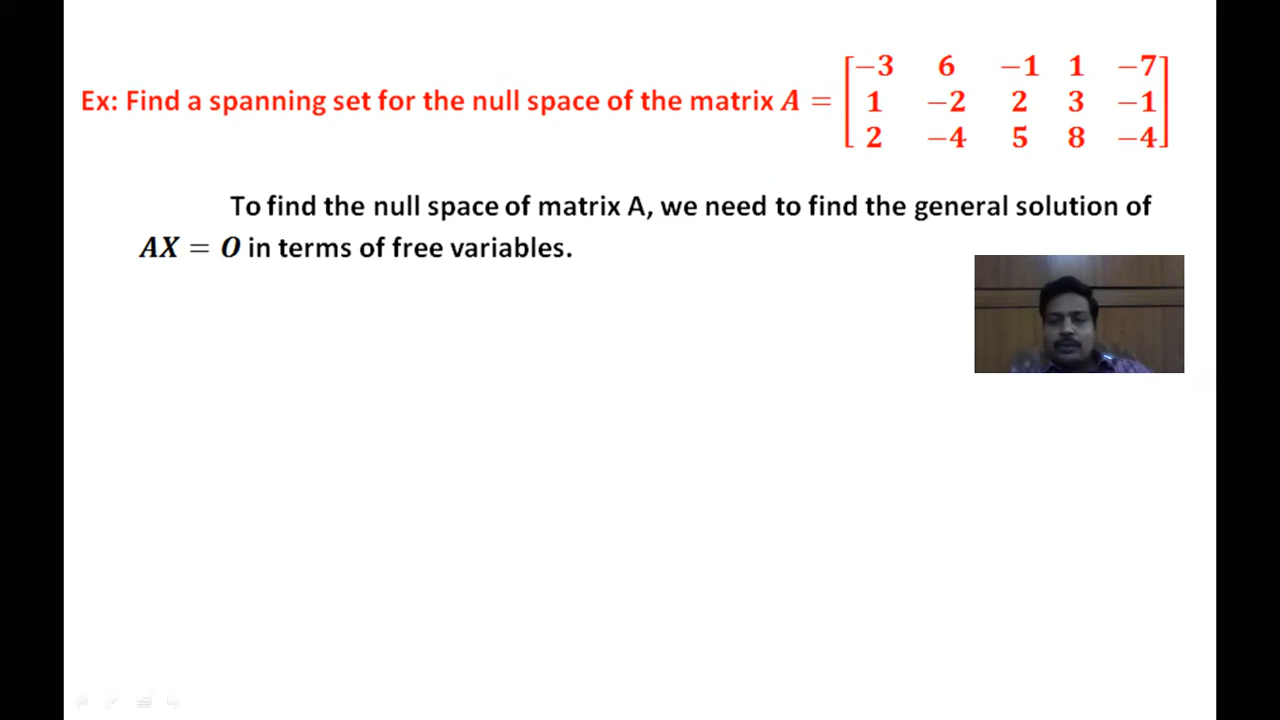 Ex: Find a spanning set for the null space of the matrix A = [−3 6 −1 1 −7
1 −2 2 3 −1
2 −4 5 8 −4]
To find the null space of matrix A, we need to find the general solution of
AX = O in terms of free variables.